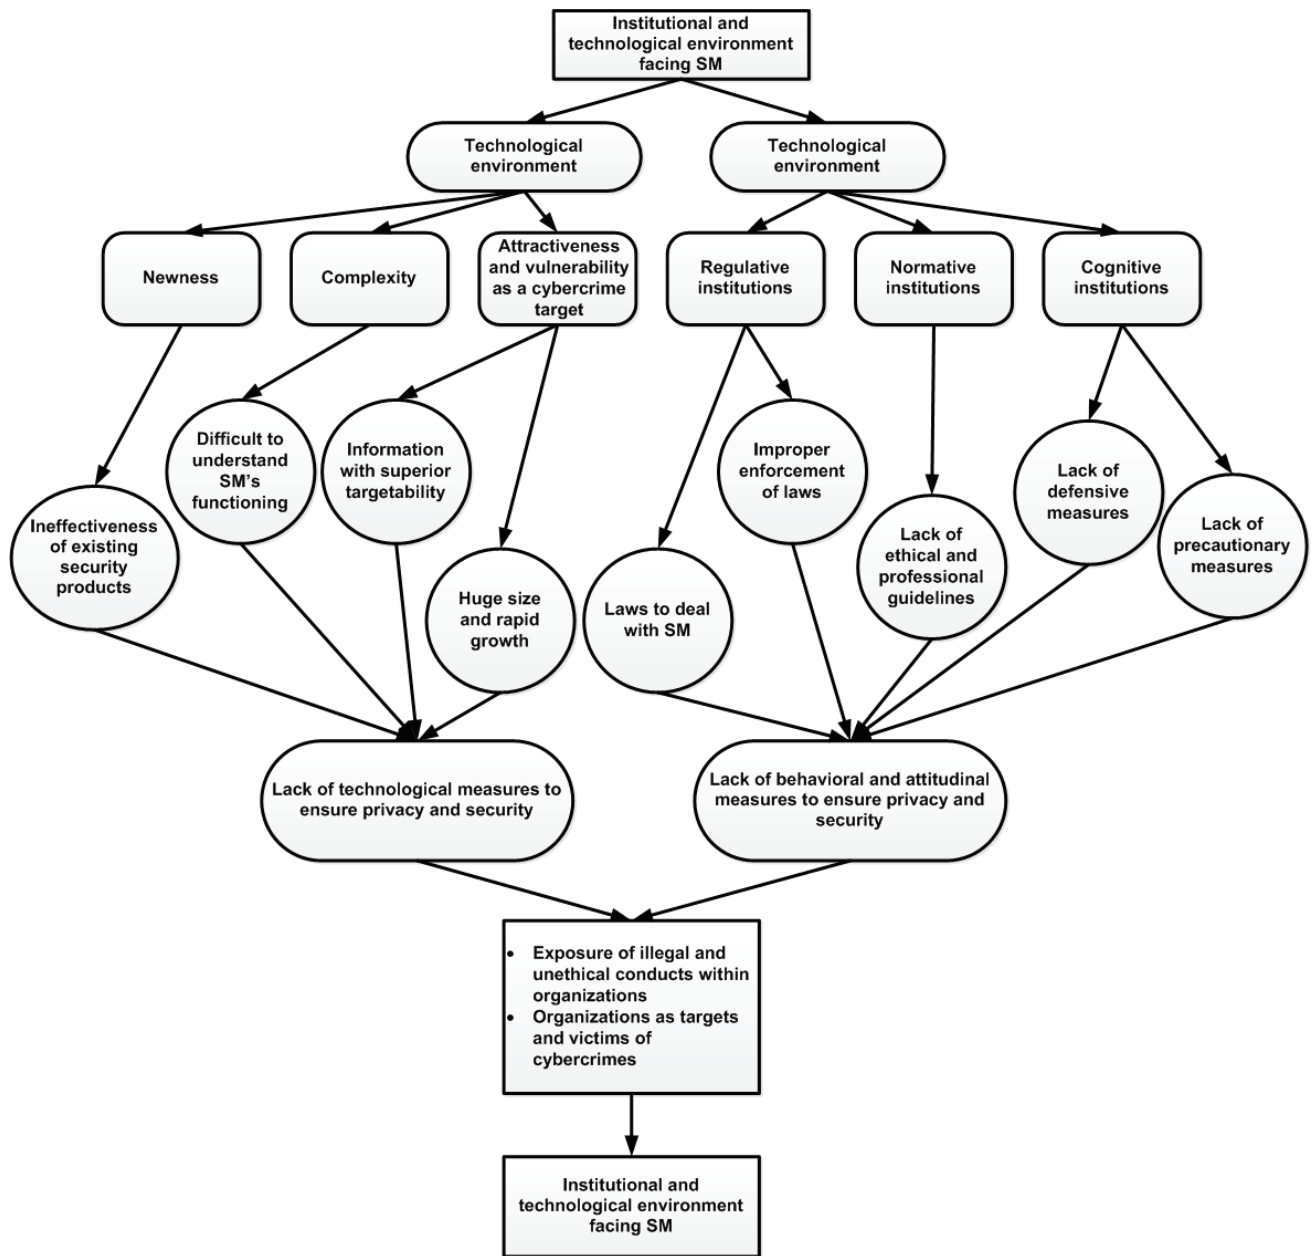 Institutional and
technological environment
facing SM
Technological
environment
Technological
environment
Newness
Complexity
Attractiveness
and vulnerability
as a cybercrime
target
Regulative
institutions
Normative
institutions
Cognitive
institutions
Ineffectiveness
of existing
security
products
Difficult to
understand
SM's
functioning
Information
with superior
targetability
Huge size
and rapid
growth
Laws to deal
with SM
Improper
enforcement
of laws
Lack of
ethical and
professional
guidelines
Lack of
defensive
measures
Lack of
precautionary
measures
Lack of technological measures to
ensure privacy and security
Lack of behavioral and attitudinal
measures to ensure privacy and
security
• Exposure of illegal and
unethical conducts within
organizations
• Organizations as targets
and victims of
cybercrimes
Institutional and
technological environment
facing SM